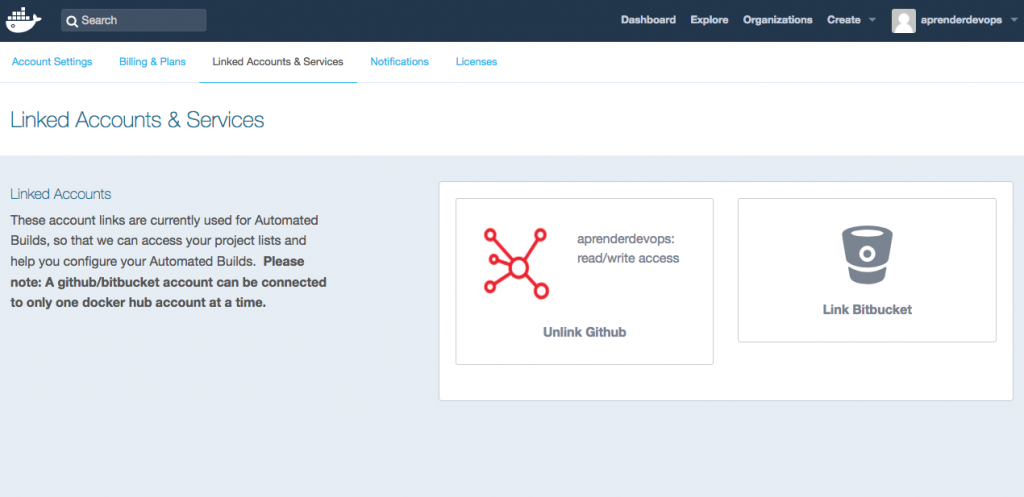 Search
Dashboard Explore Organizations Create aprenderdevops
Account Settings Billing & Plans Linked Accounts & Services Notifications Licenses
Linked Accounts & Services
Linked Accounts
These account links are currently used for Automated
Builds, so that we can access your project lists and
help you configure your Automated Builds. Please
note: A github/bitbucket account can be connected
to only one docker hub account at a time.
aprenderdevops:
read/write access
Unlink Github
Link Bitbucket